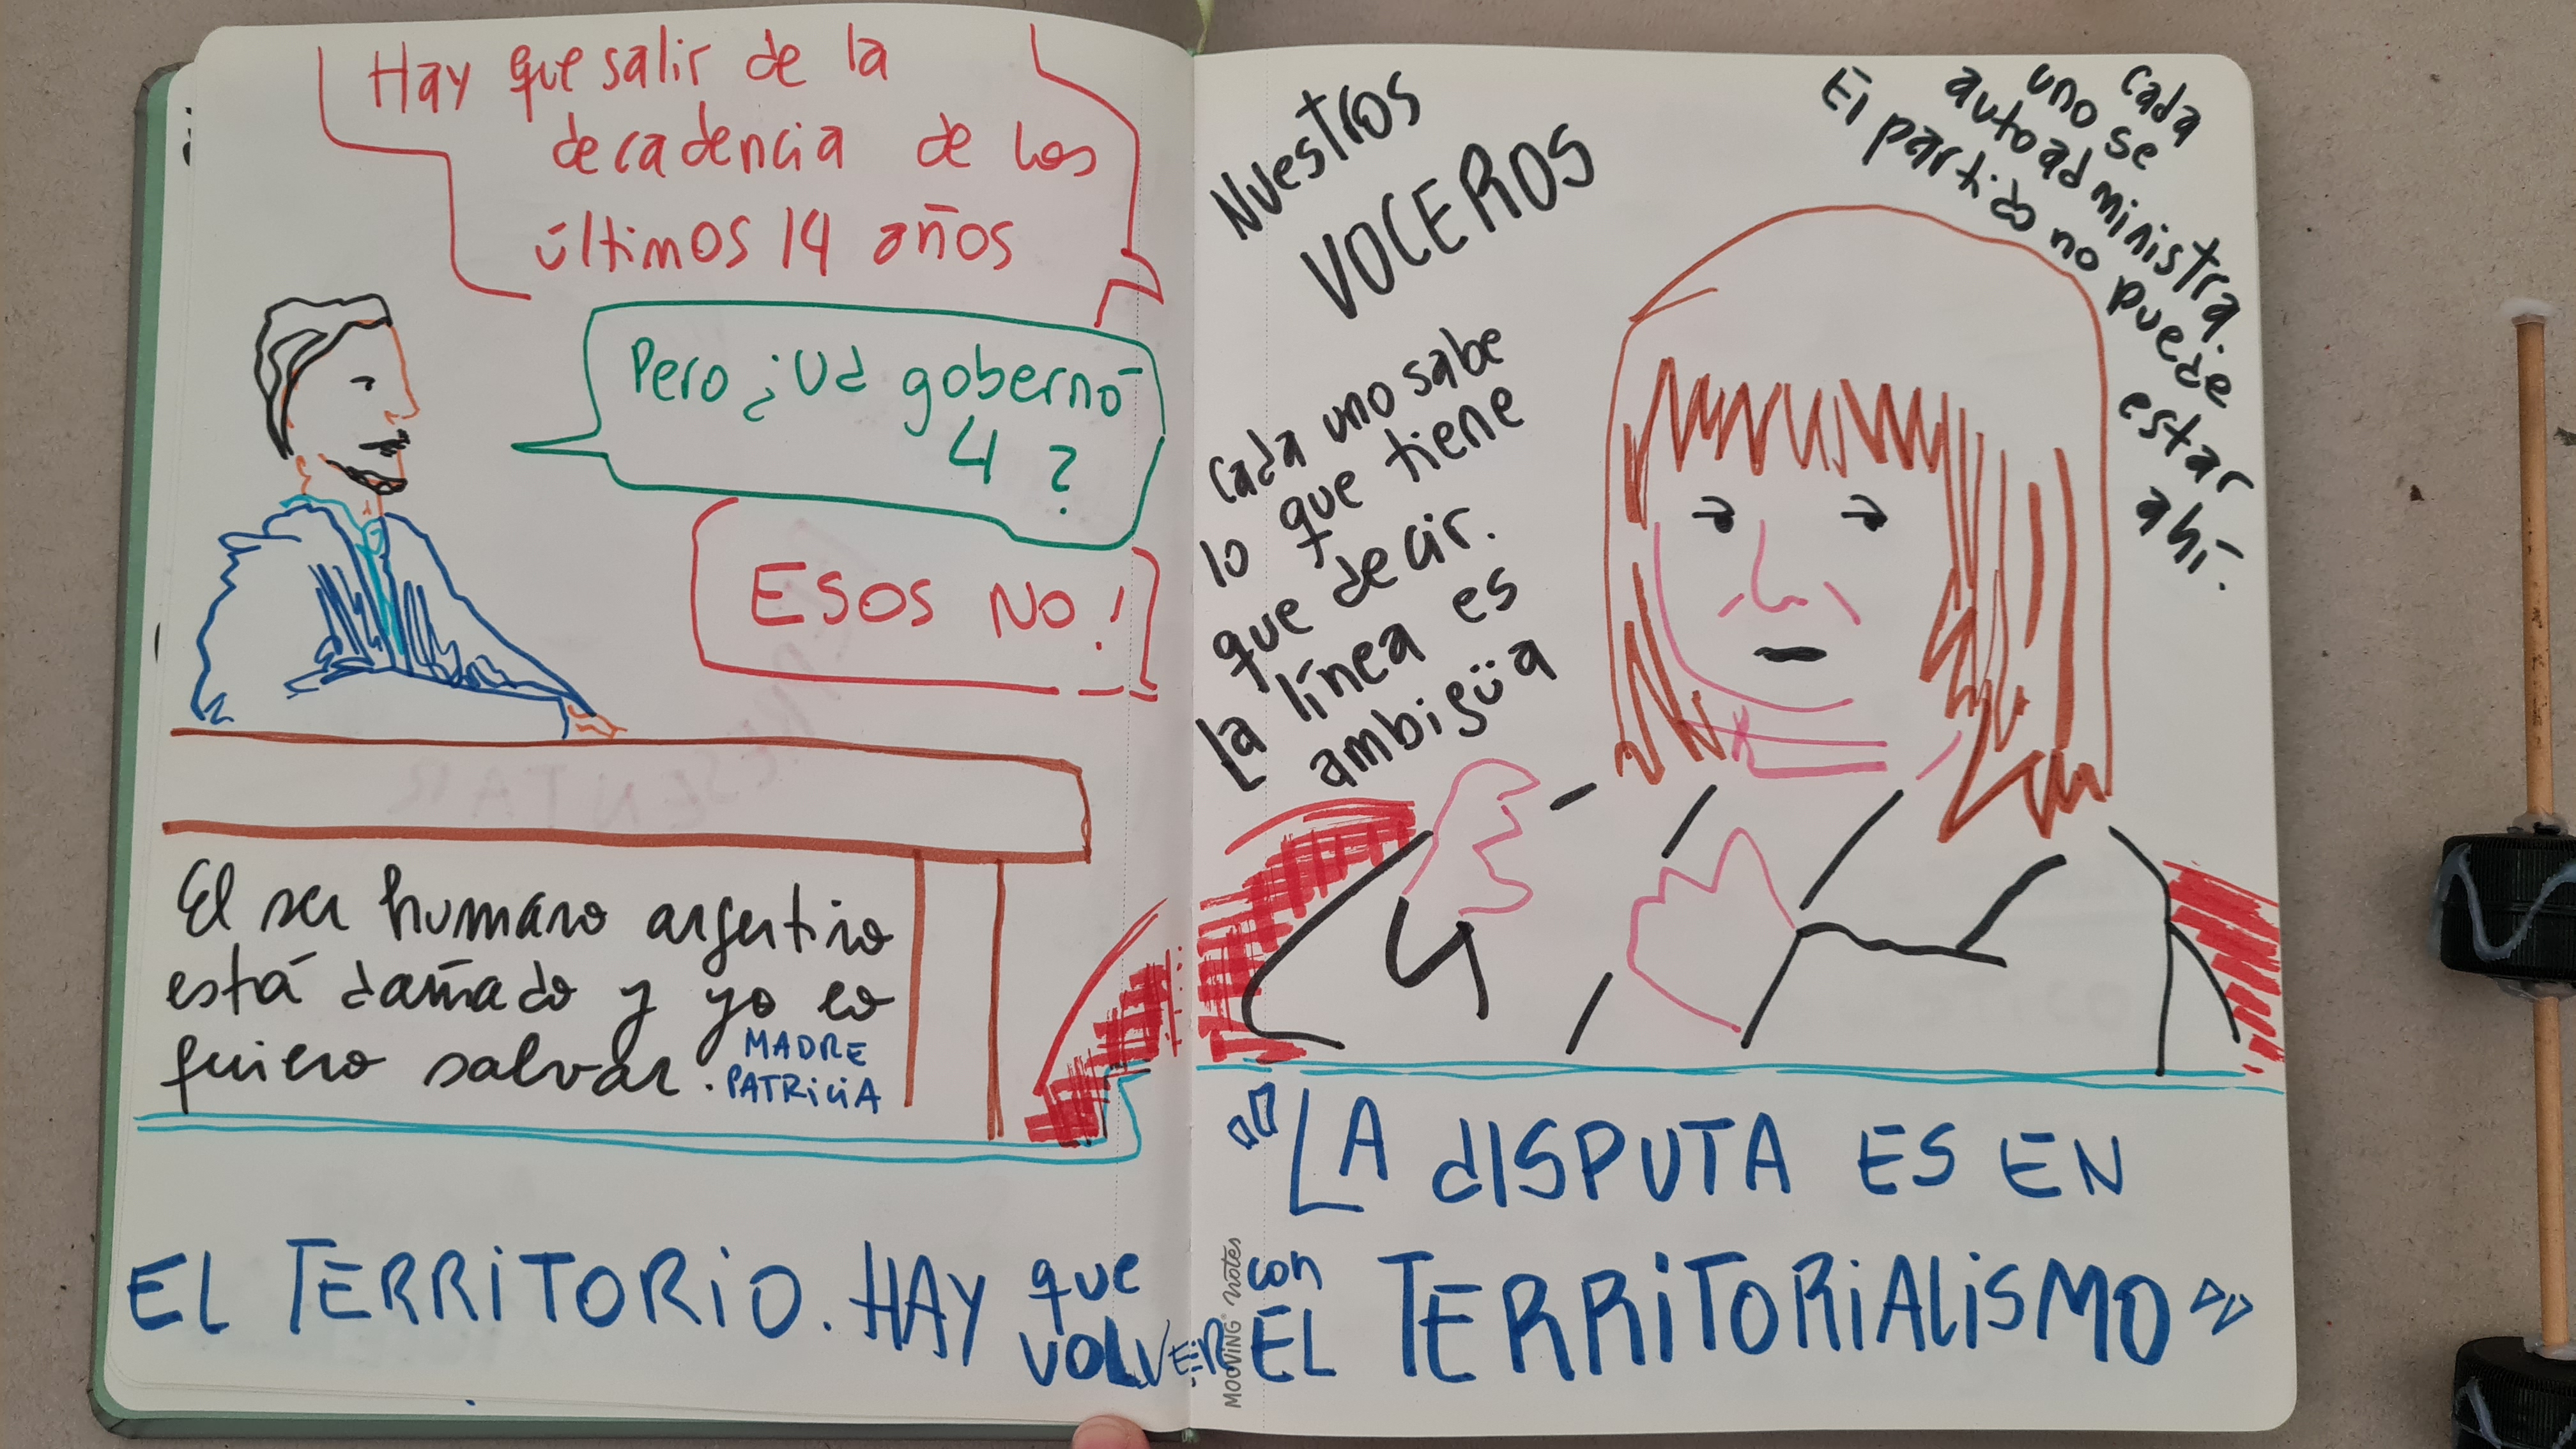 Hay que salir de la
decadencia de los
últimos 14 años
Pero ¿Ud gobernó
4?
ESOS NO!
El ser humano argentino
está dañado y yo lo
quiero salvar.
MADRE
PATRICIA
EL TERRITORIO. HAY que
VOLVER
Nuestros
VOCEROS
Cada uno sabe
lo que tiene
que decir.
La línea es
ambigüa
Cada
uno se
autoadministra.
El partido no puede
estar
ahí.
"LA DISPUTA ES EN
con
EL TERRITORIALISMO"
MOOVING notes